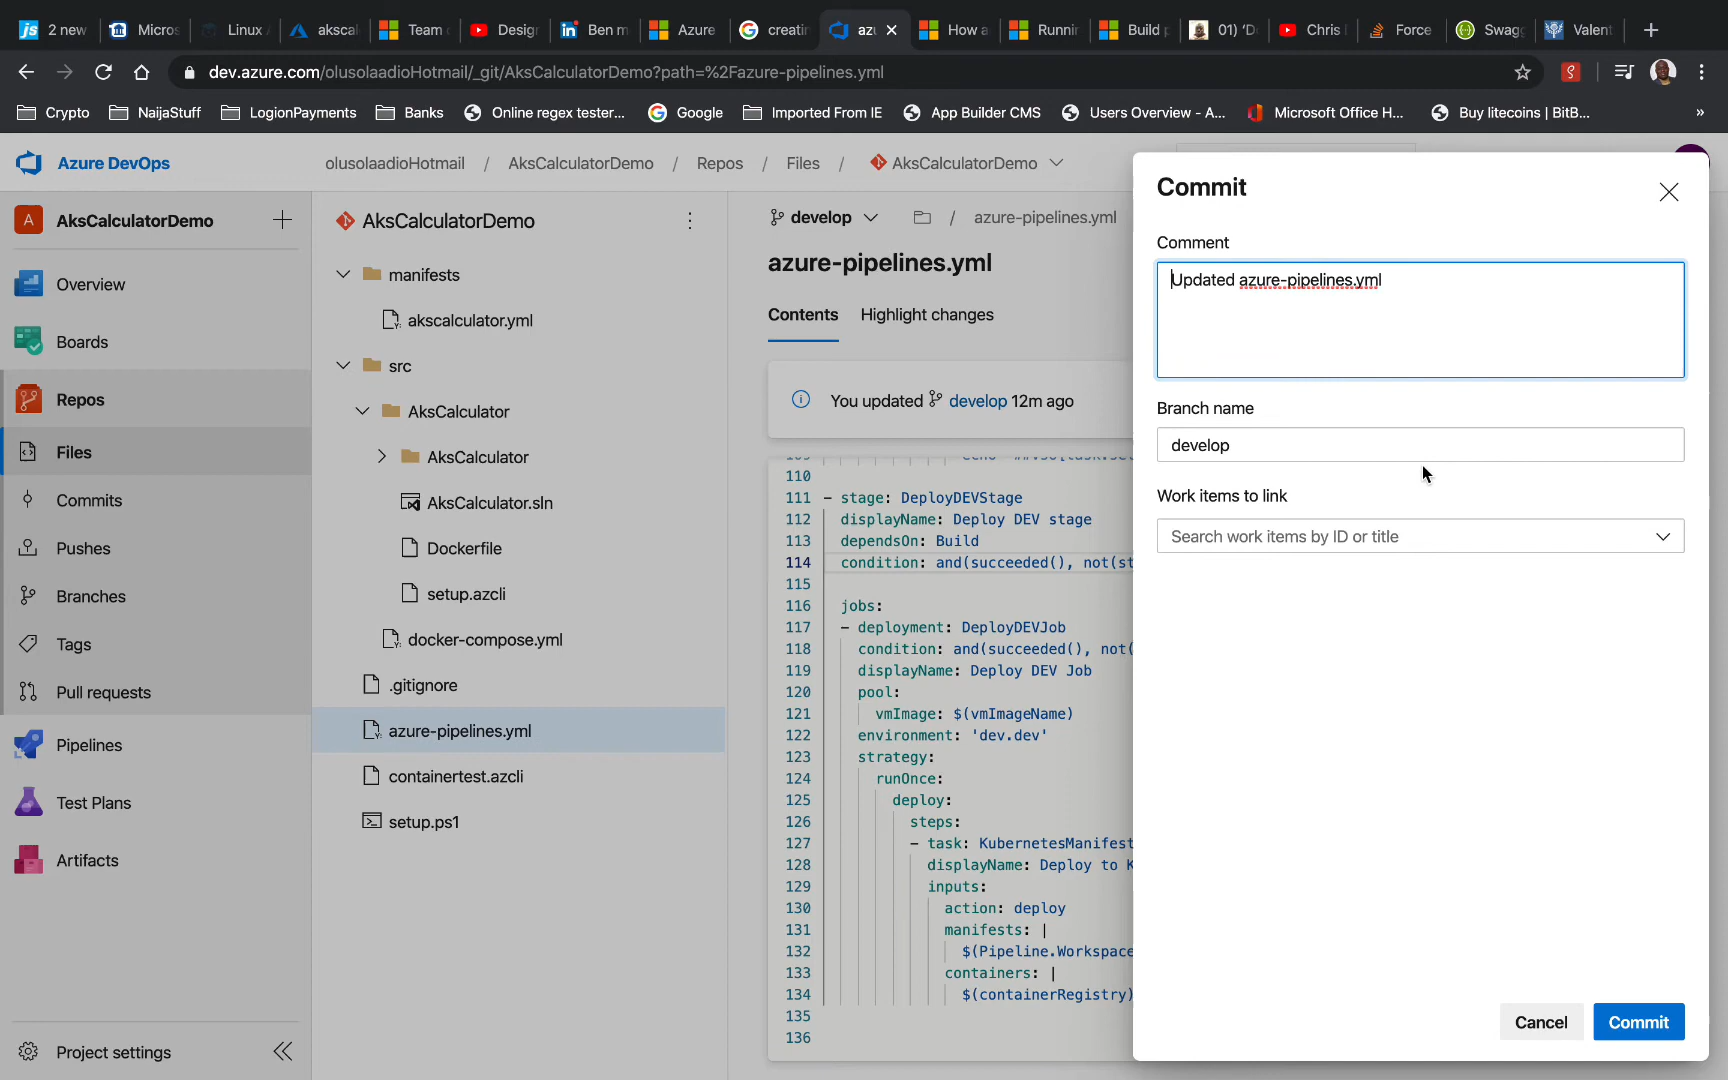 2 new
Micros
Linux
akscal
Team
Desig
Ben m
Azure
creatin
azu
How a
Runnin
Build p
01) 'D
Chris
Force
Swag
Valent
dev.azure.com/olusolaadioHotmail/_git/AksCalculatorDemo?path=%2Fazure-pipelines.yml
Crypto
NaijaStuff
LogionPayments
Banks
Online regex tester...
Google
Imported From IE
App Builder CMS
Users Overview - A...
Microsoft Office H...
Buy litecoins | BitB...
»
Azure DevOps
olusolaadioHotmail / AksCalculatorDemo / Repos / Files / AksCalculatorDemo
A AksCalculatorDemo
Overview
Boards
Repos
Files
Commits
Pushes
Branches
Tags
Pull requests
Pipelines
Test Plans
Artifacts
Project settings
AksCalculatorDemo
manifests
akscalculator.yml
src
AksCalculator
AksCalculator
AksCalculator.sln
Dockerfile
setup.azcli
docker-compose.yml
.gitignore
azure-pipelines.yml
containertest.azcli
setup.ps1
develop / azure-pipelines.yml
azure-pipelines.yml
Contents
Highlight changes
You updated develop 12m ago
110
111 - stage: DeployDEVStage
112 displayName: Deploy DEV stage
113 dependsOn: Build
114 condition: and(succeeded(), not(st
115
116 jobs:
117 - deployment: DeployDEVJob
118 condition: and(succeeded(), not(
119 displayName: Deploy DEV Job
120 pool:
121 vmImage: $(vmImageName)
122 environment: 'dev.dev'
123 strategy:
124 runOnce:
125 deploy:
126 steps:
127 - task: KubernetesManifest
128 displayName: Deploy to K
129 inputs:
130 action: deploy
131 manifests: |
132 $(Pipeline.Workspace
133 containers: |
134 $(containerRegistry)
135
136
Commit
Comment
Updated azure-pipelines.yml
Branch name
develop
Work items to link
Search work items by ID or title
Cancel
Commit